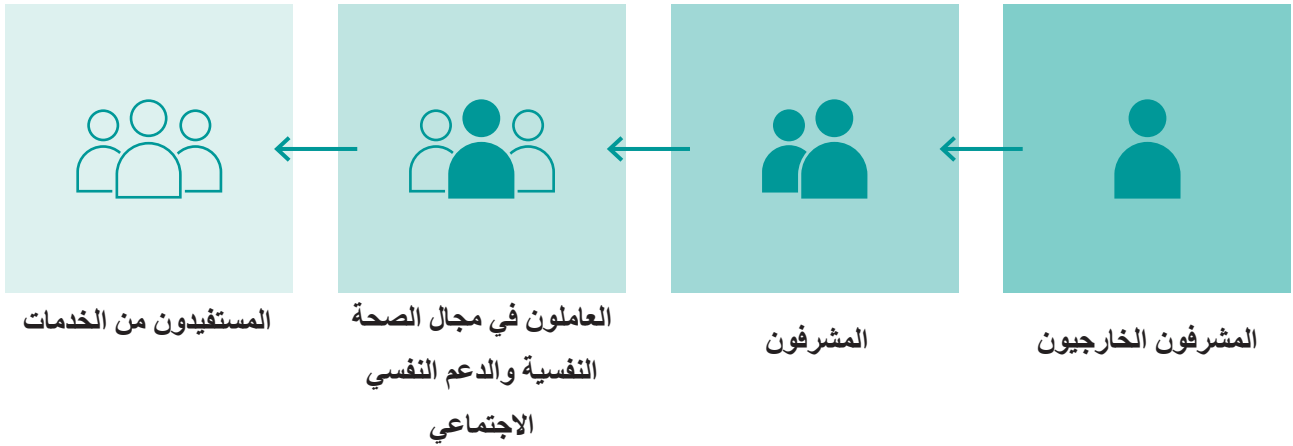 المشرفون الخارجيون
المشرفون
العاملون في مجال الصحة
النفسية والدعم النفسي
الاجتماعي
المستفيدون من الخدمات